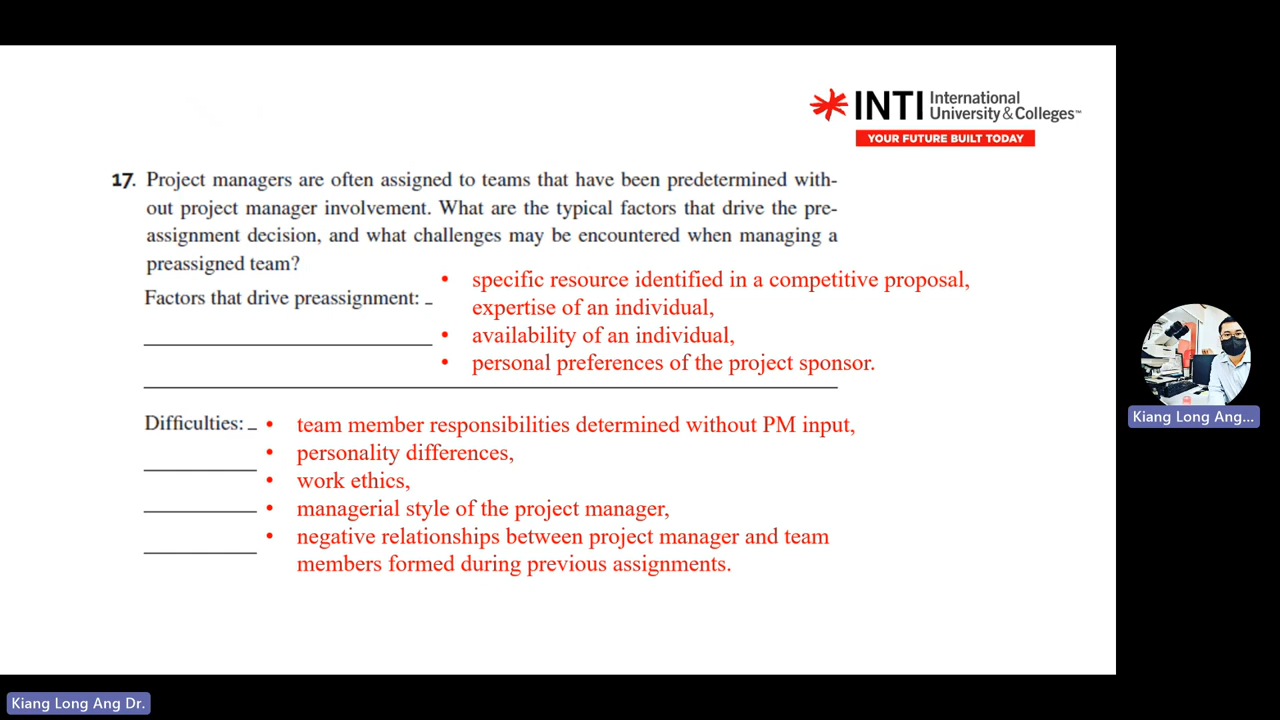 INTI International
University & Colleges™
YOUR FUTURE BUILT TODAY
17. Project managers are often assigned to teams that have been predetermined with-
out project manager involvement. What are the typical factors that drive the pre-
assignment decision, and what challenges may be encountered when managing a
preassigned team?
Factors that drive preassignment: _
• specific resource identified in a competitive proposal,
expertise of an individual,
• availability of an individual,
• personal preferences of the project sponsor.
Difficulties: _
• team member responsibilities determined without PM input,
• personality differences,
• work ethics,
• managerial style of the project manager,
• negative relationships between project manager and team
members formed during previous assignments.
Kiang Long Ang...
Kiang Long Ang Dr.